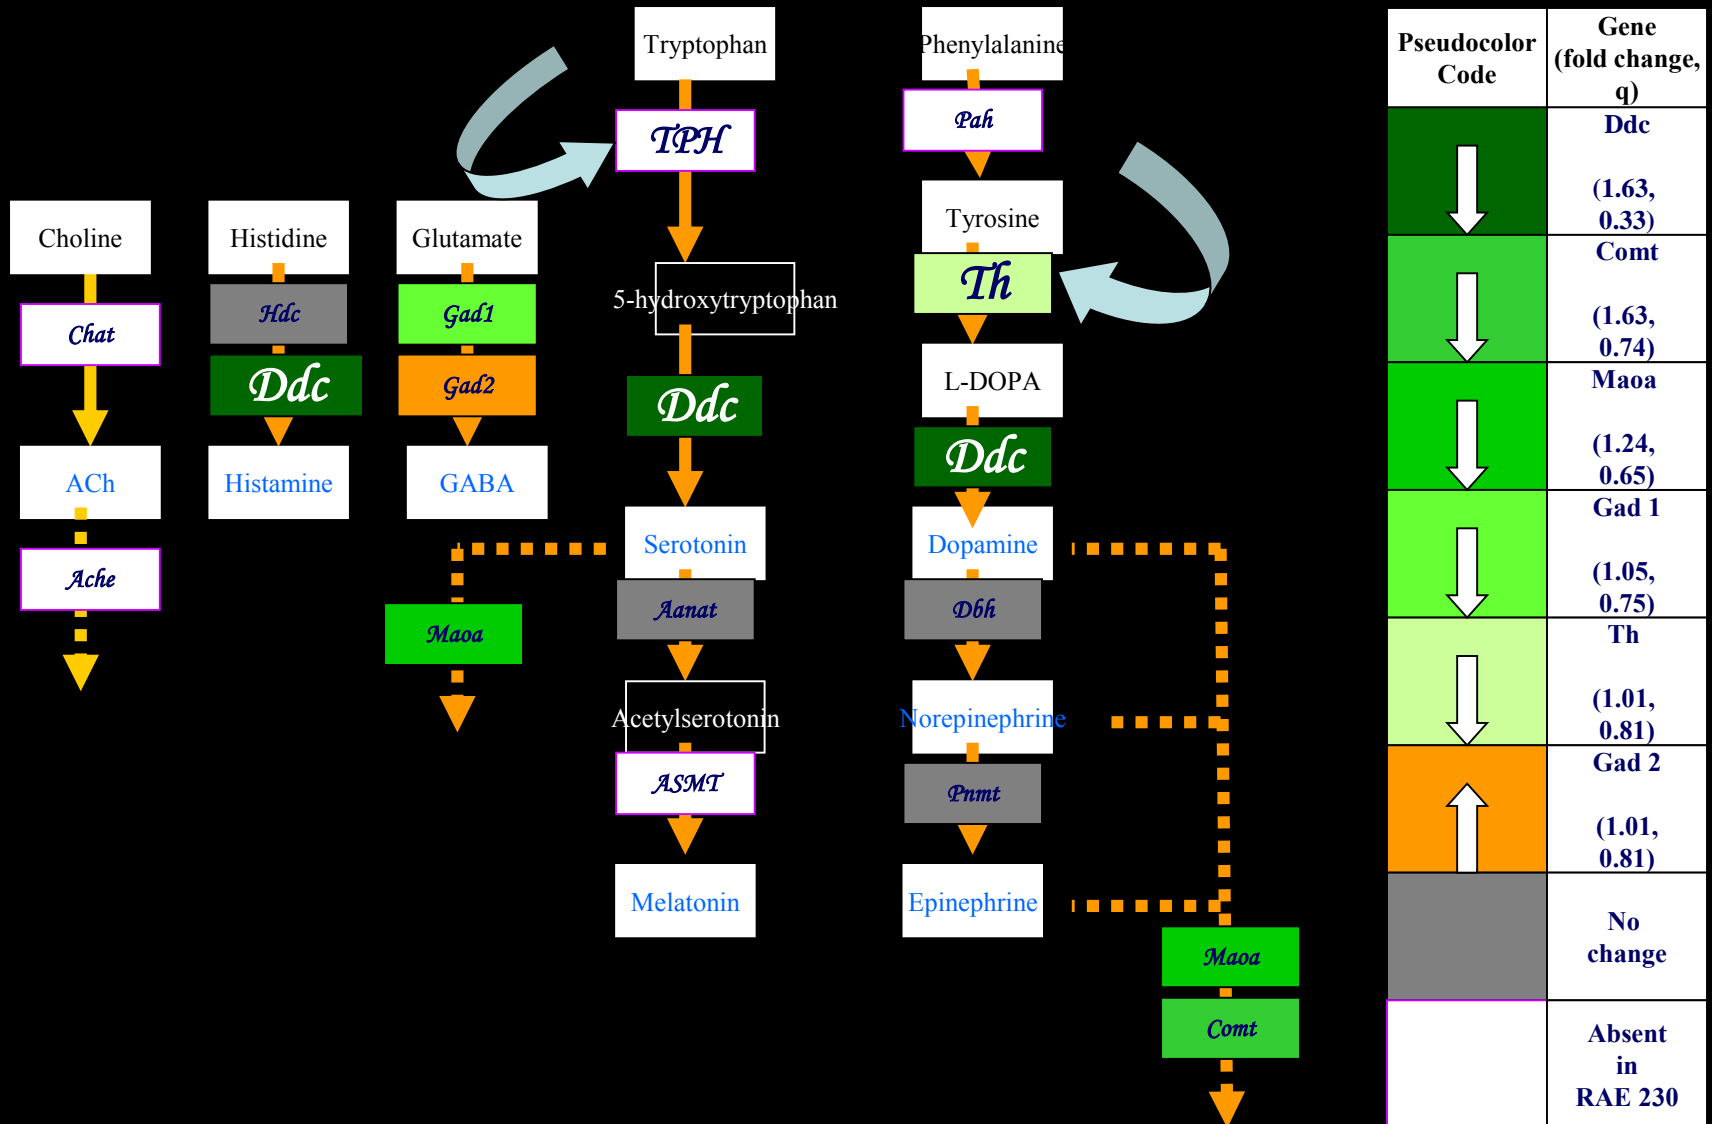 Tryptophan
TPH
5-hydroxytryptophan
Ddc
Serotonin
Aanat
Acetylserotonin
ASMT
Melatonin
Phenylalanine
Pah
Tyrosine
Th
L-DOPA
Ddc
Dopamine
Dbh
Norepinephrine
Pnmt
Epinephrine
Maoa
Comt
Choline
Chat
ACh
Ache
Histidine
Hdc
Ddc
Histamine
Glutamate
Gad1
Gad2
GABA
Maoa
Pseudocolor
Code
Gene
(fold change,
q)
Ddc
(1.63,
0.33)
Comt
(1.63,
0.74)
Maoa
(1.24,
0.65)
Gad 1
(1.05,
0.75)
Th
(1.01,
0.81)
Gad 2
(1.01,
0.81)
No
change
Absent
in
RAE 230